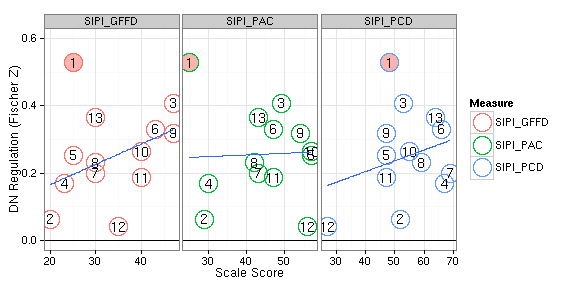 SIPI_GFFD SIPI_PAC SIPI_PCD
DN Regulation (Fischer Z)
0.6
0.4
0.2
0.0
1 3 13 6 9 5 10 8 7 11 4 2 12
1 3 13 6 9 8 7 11 4 2 12
1 3 13 6 9 10 5 8 11 7 4 2 12
20 30 40 30 40 50 30 40 50 60 70
Scale Score
Measure
SIPI_GFFD
SIPI_PAC
SIPI_PCD